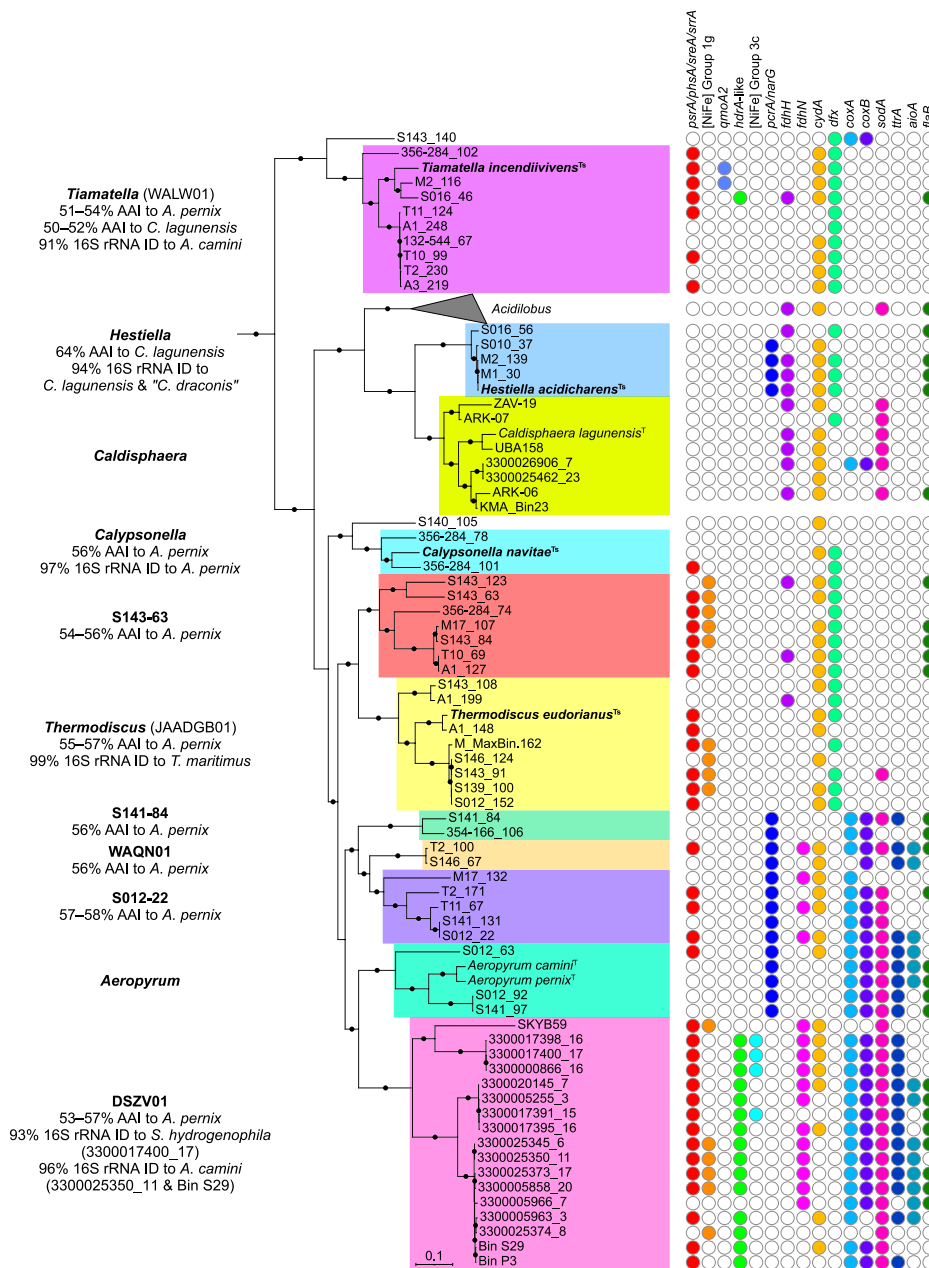 psrA/phsA/sreA/srrA
[NiFe] Group 1g
qmoA2
hdrA-like
[NiFe] Group 3c
pcrA/narG
fdhH
fdhN
cydA
dfx
coxA
coxB
sodA
ttrA
aioA
flaB
S143_140
356-284_102
Tiamatella incendiivivensTs
M2_116
S016_46
T11_124
A1_248
132-544_67
T10_99
T2_230
A3_219
Tiamatella (WALW01)
51–54% AAI to A. pernix
50–52% AAI to C. lagunensis
91% 16S rRNA ID to A. camini
Acidilobus
S016_56
S010_37
M2_139
M1_30
Hestiella acidicharensTs
Hestiella
64% AAI to C. lagunensis
94% 16S rRNA ID to
C. lagunensis & "C. draconis"
ZAV-19
ARK-07
Caldisphaera lagunensisT
UBA158
3300026906_7
3300025462_23
ARK-06
KMA_Bin23
Caldisphaera
S140_105
356-284_78
Calypsonella navitaeTs
356-284_101
Calypsonella
56% AAI to A. pernix
97% 16S rRNA ID to A. pernix
S143_123
S143_63
356-284_74
M17_107
S143_84
T10_69
A1_127
S143-63
54–56% AAI to A. pernix
S143_108
A1_199
Thermodiscus eudorianusTs
A1_148
M_MaxBin.162
S146_124
S143_91
S139_100
S012_152
Thermodiscus (JAADGB01)
55–57% AAI to A. pernix
99% 16S rRNA ID to T. maritimus
S141_84
354-166_106
S141-84
56% AAI to A. pernix
T2_100
S146_67
WAQN01
56% AAI to A. pernix
M17_132
T2_171
T11_67
S141_131
S012_22
S012-22
57–58% AAI to A. pernix
S012_63
Aeropyrum caminiT
Aeropyrum pernixT
S012_92
S141_97
Aeropyrum
SKYB59
3300017398_16
3300017400_17
3300000866_16
3300020145_7
3300005255_3
3300017391_15
3300017395_16
3300025345_6
3300025350_11
3300025373_17
3300005858_20
3300005966_7
3300005963_3
3300025374_8
Bin S29
Bin P3
DSZV01
53–57% AAI to A. pernix
93% 16S rRNA ID to S. hydrogenophila
(3300017400_17)
96% 16S rRNA ID to A. camini
(3300025350_11 & Bin S29)
0.1